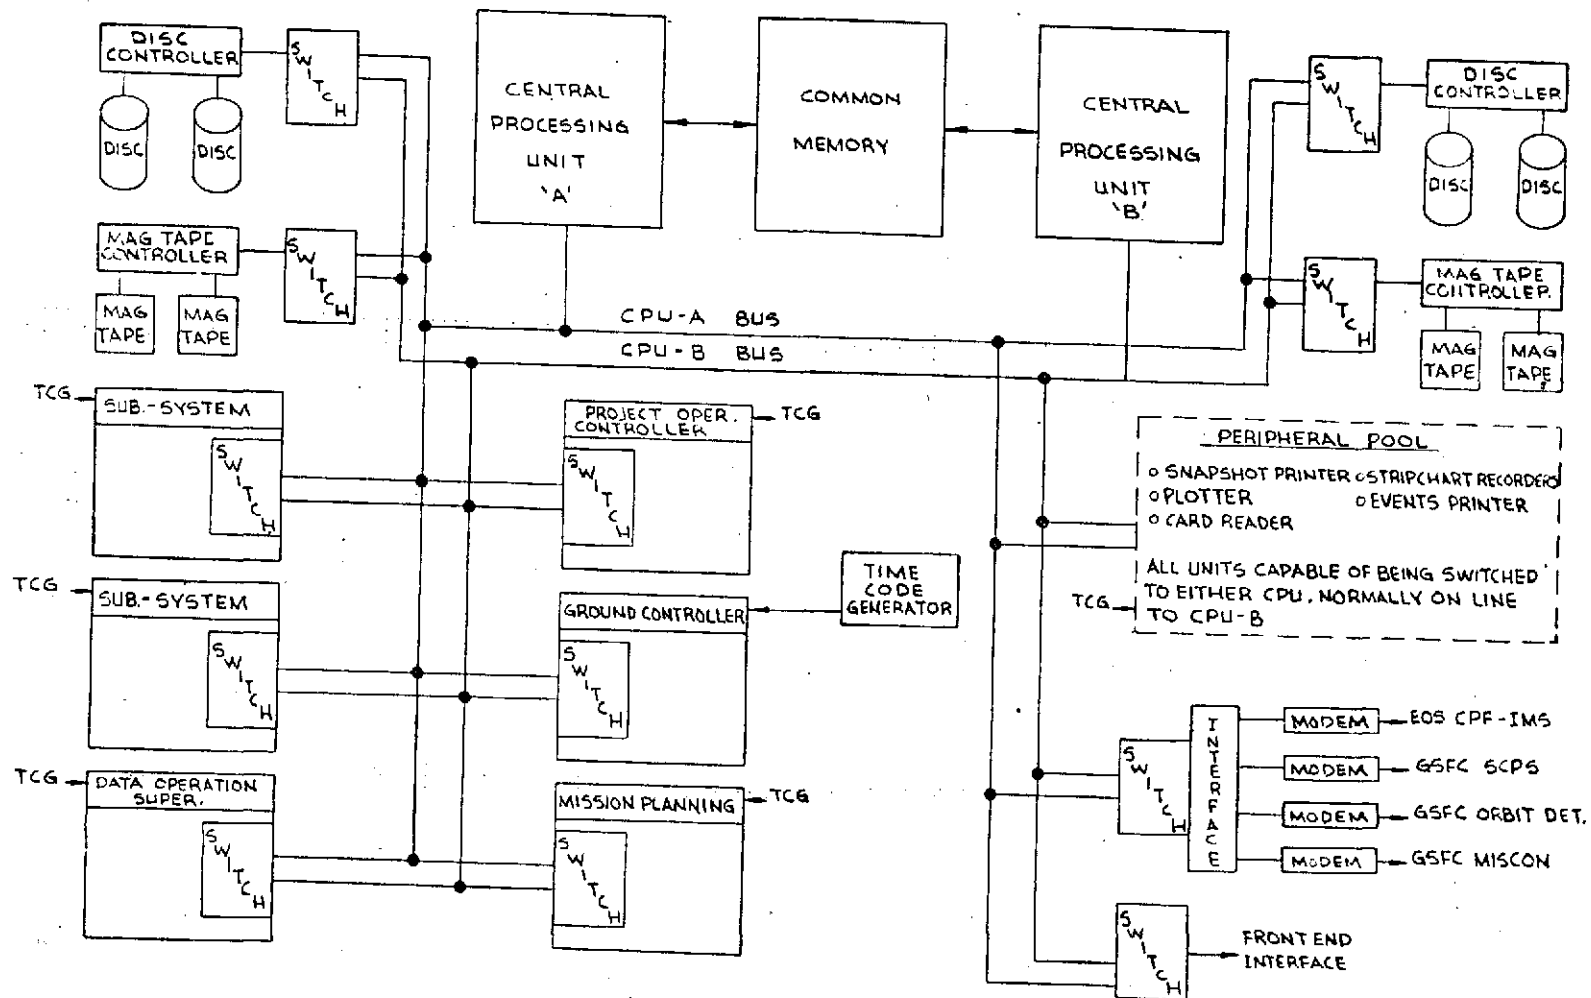 DISC
CONTROLLER
SWITCH
DISC
DISC
MAG TAPE
CONTROLLER
SWITCH
MAG
TAPE
MAG
TAPE
CENTRAL
PROCESSING
UNIT
'A'
COMMON
MEMORY
CENTRAL
PROCESSING
UNIT
'B'
SWITCH
DISC
CONTROLLER
DISC
DISC
SWITCH
MAG TAPE
CONTROLLER.
MAG
TAPE
MAG
TAPE
CPU-A BUS
CPU-B BUS
TCG
SUB.-SYSTEM
SWITCH
PROJECT OPER.
CONTROLLER
TCG
SWITCH
TCG
SUB.-SYSTEM
SWITCH
GROUND CONTROLLER
SWITCH
TIME
CODE
GENERATOR
TCG
DATA OPERATION
SUPER.
SWITCH
MISSION PLANNING
TCG
SWITCH
PERIPHERAL POOL
o SNAPSHOT PRINTER o STRIPCHART RECORDERS
o PLOTTER o EVENTS PRINTER
o CARD READER
ALL UNITS CAPABLE OF BEING SWITCHED
TO EITHER CPU. NORMALLY ON LINE
TO CPU-B
TCG
SWITCH
INTERFACE
MODEM EOS CPF-IMS
MODEM GSFC SCPS
MODEM GSFC ORBIT DET.
MODEM GSFC MISCON
SWITCH
FRONT END
INTERFACE